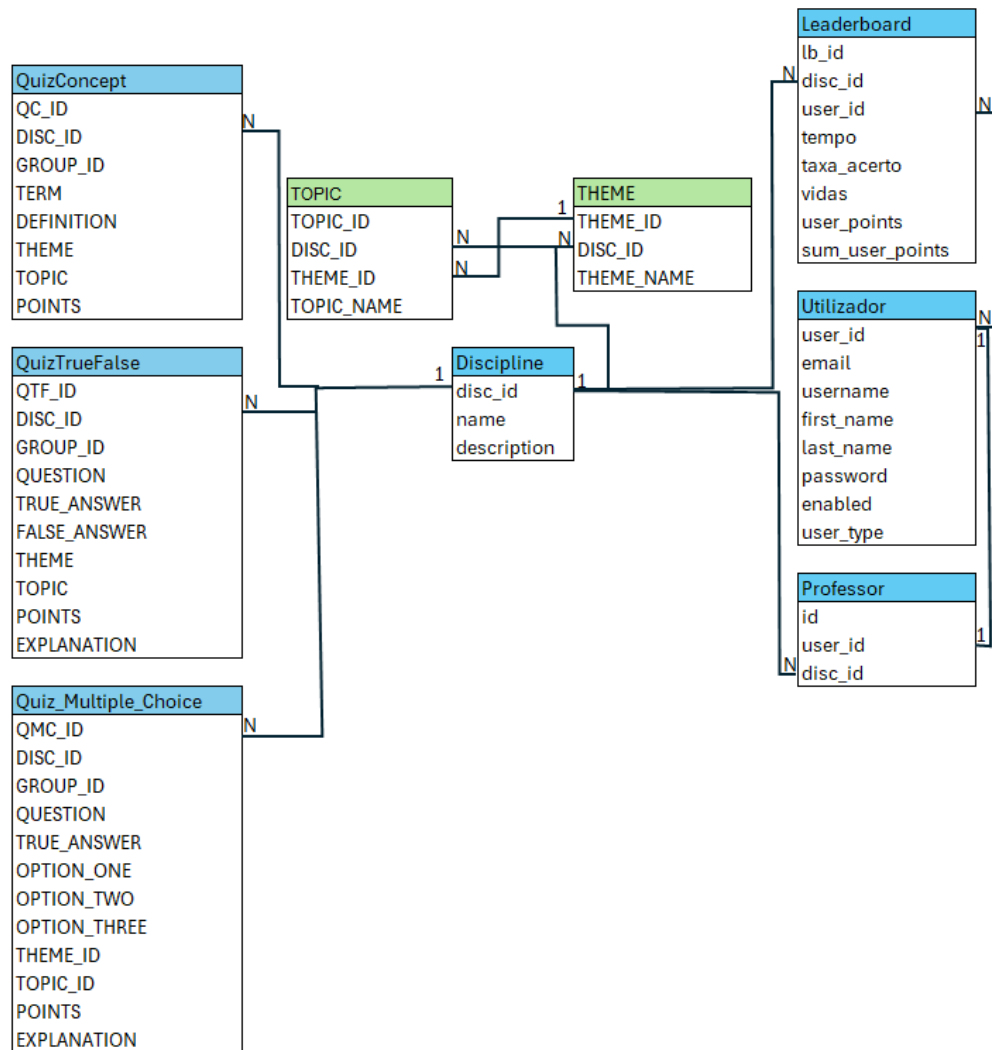 QuizConcept
QC_ID
DISC_ID
GROUP_ID
TERM
DEFINITION
THEME
TOPIC
POINTS
N
QuizTrueFalse
QTF_ID
DISC_ID
GROUP_ID
QUESTION
TRUE_ANSWER
FALSE_ANSWER
THEME
TOPIC
POINTS
EXPLANATION
N
Quiz_Multiple_Choice
QMC_ID
DISC_ID
GROUP_ID
QUESTION
TRUE_ANSWER
OPTION_ONE
OPTION_TWO
OPTION_THREE
THEME_ID
TOPIC_ID
POINTS
EXPLANATION
N
TOPIC
TOPIC_ID
DISC_ID
THEME_ID
TOPIC_NAME
N
N
THEME
THEME_ID
DISC_ID
THEME_NAME
1
N
Discipline
disc_id
name
description
1
1
Leaderboard
lb_id
disc_id
user_id
tempo
taxa_acerto
vidas
user_points
sum_user_points
N
N
Utilizador
user_id
email
username
first_name
last_name
password
enabled
user_type
N
1
Professor
id
user_id
disc_id
1
N